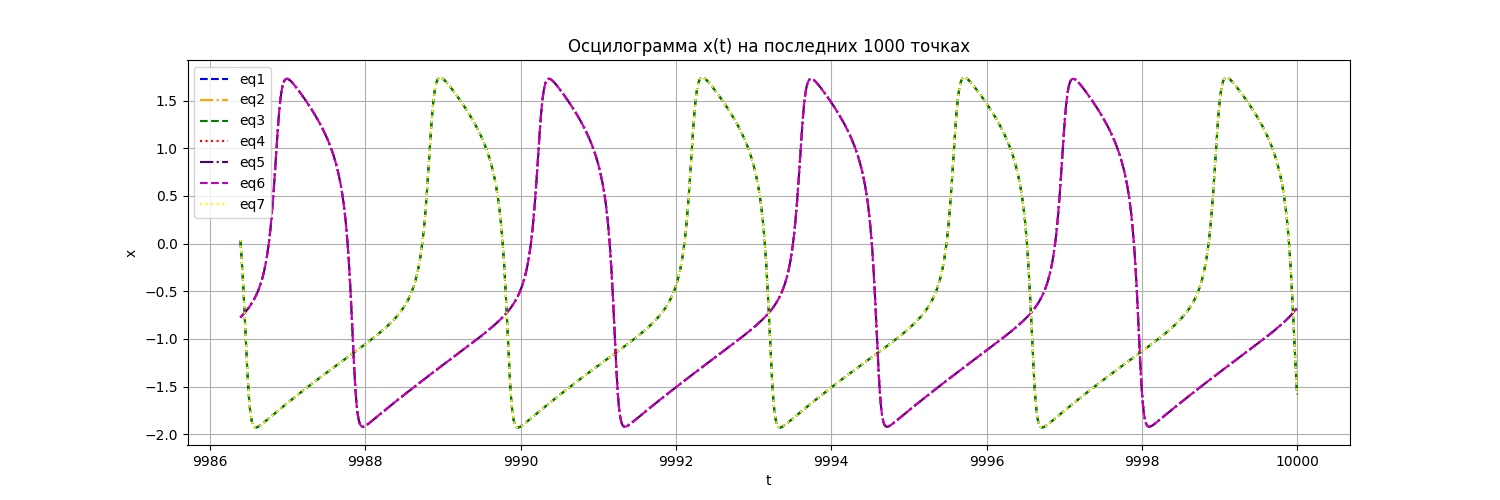 Осцилограмма x(t) на последних 1000 точках
eq1
eq2
eq3
eq4
eq5
eq6
eq7
x
1.5
1.0
0.5
0.0
−0.5
−1.0
−1.5
−2.0
9986 9988 9990 9992 9994 9996 9998 10000
t